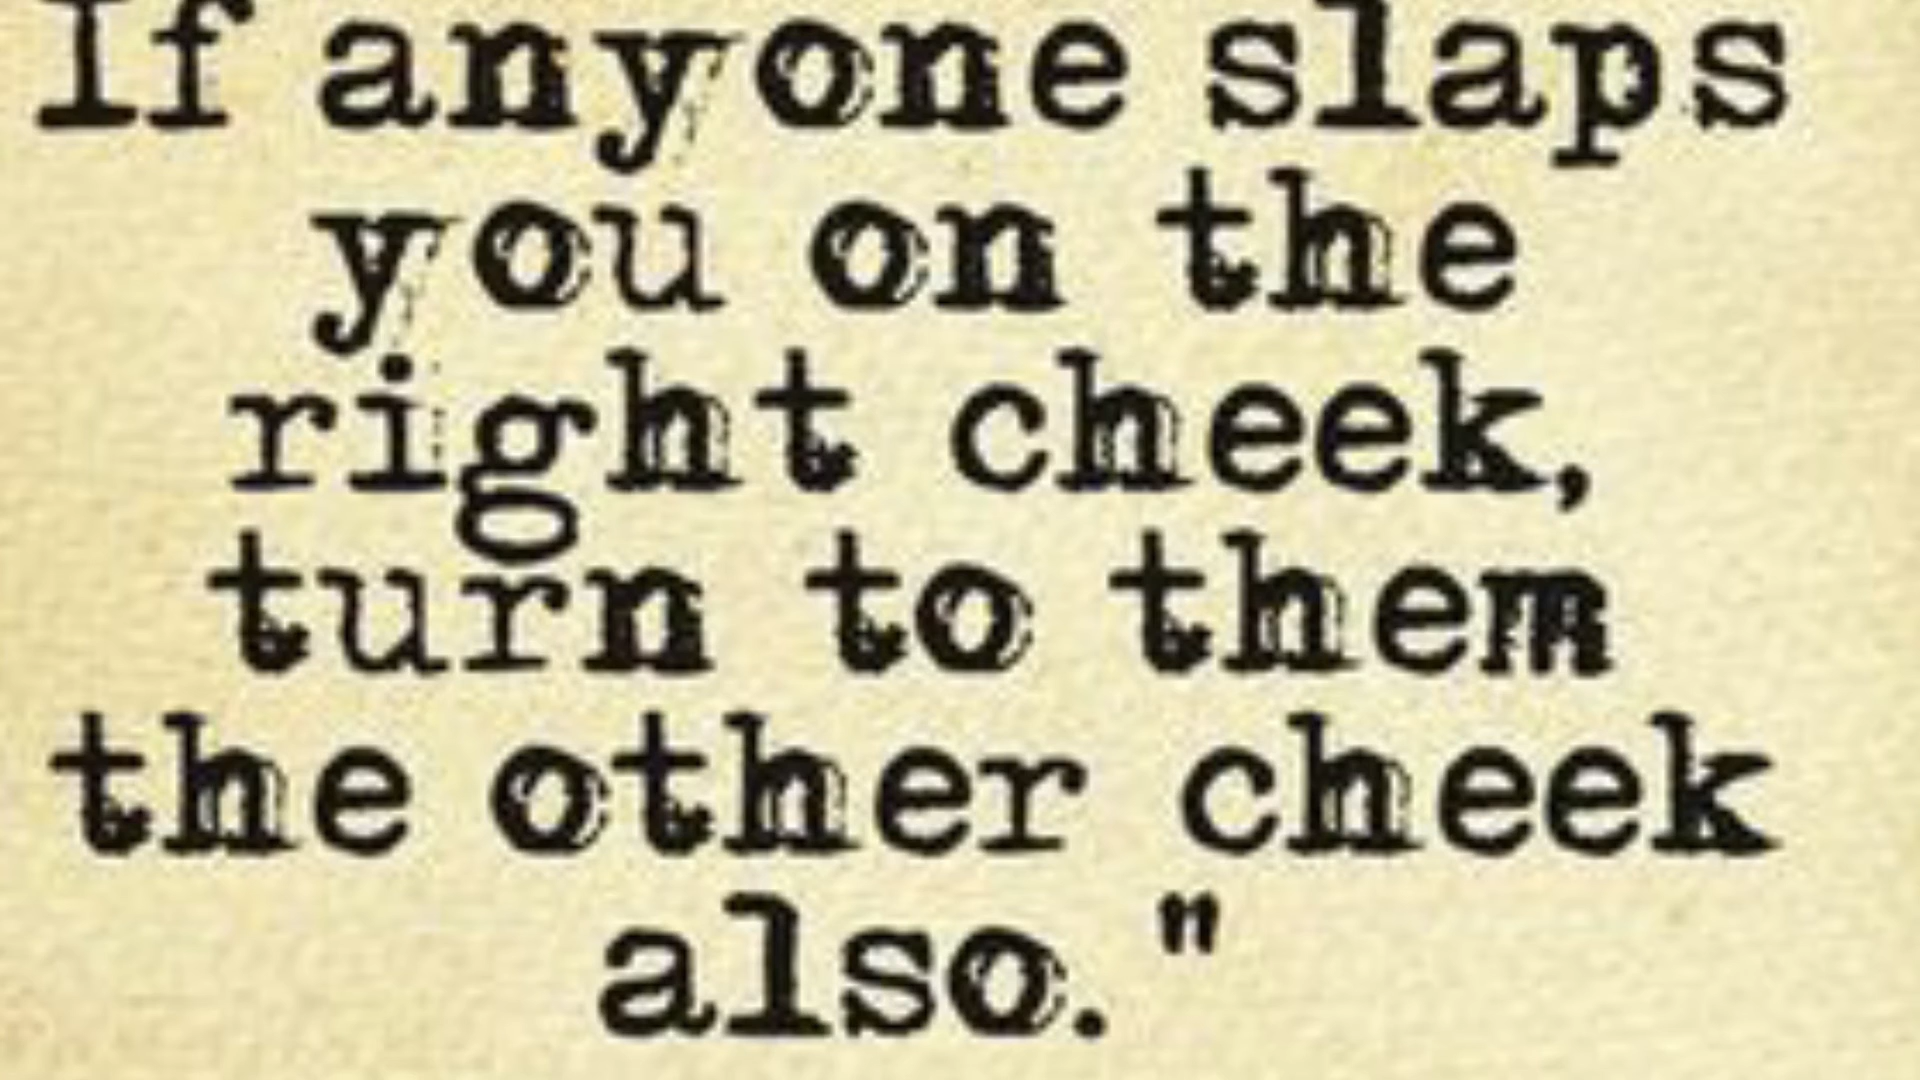 If anyone slaps
you on the
right cheek,
turn to them
the other cheek
also."